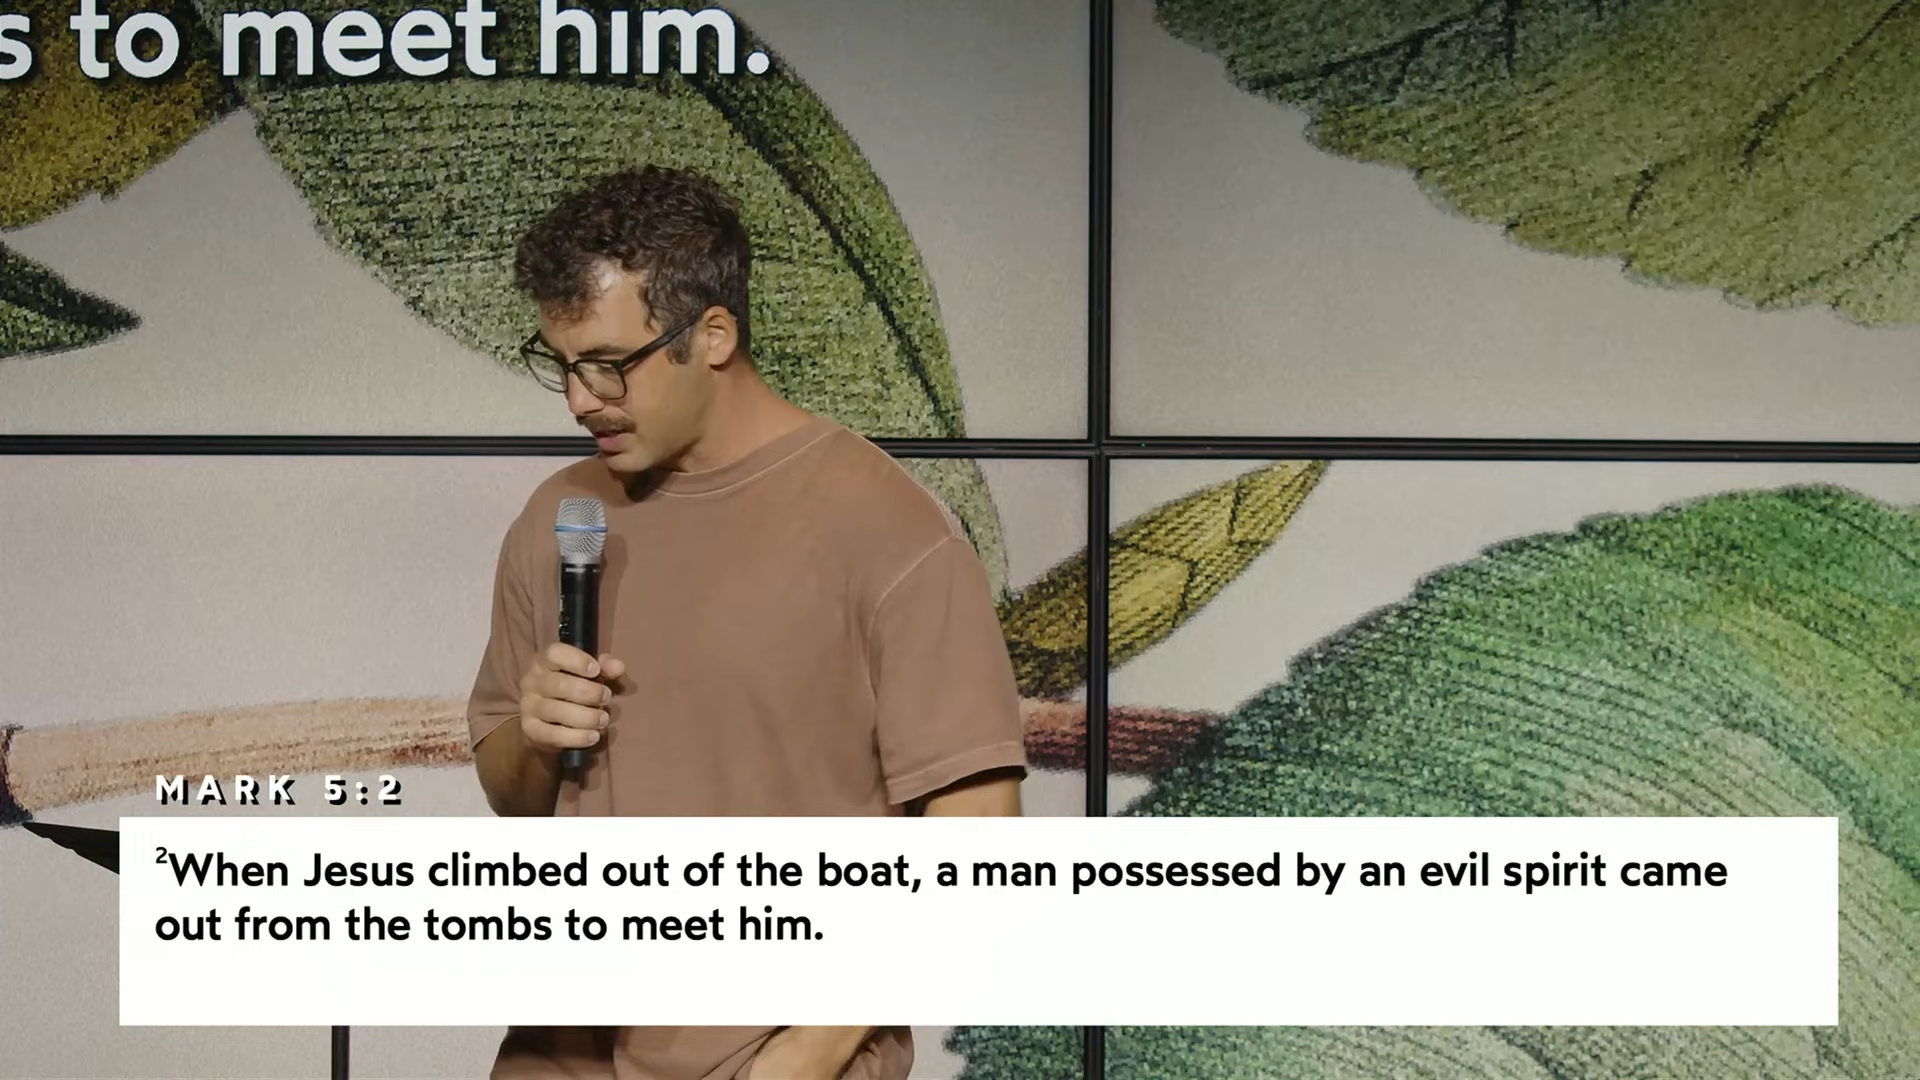 s to meet him.
MARK 5:2
²When Jesus climbed out of the boat, a man possessed by an evil spirit came
out from the tombs to meet him.